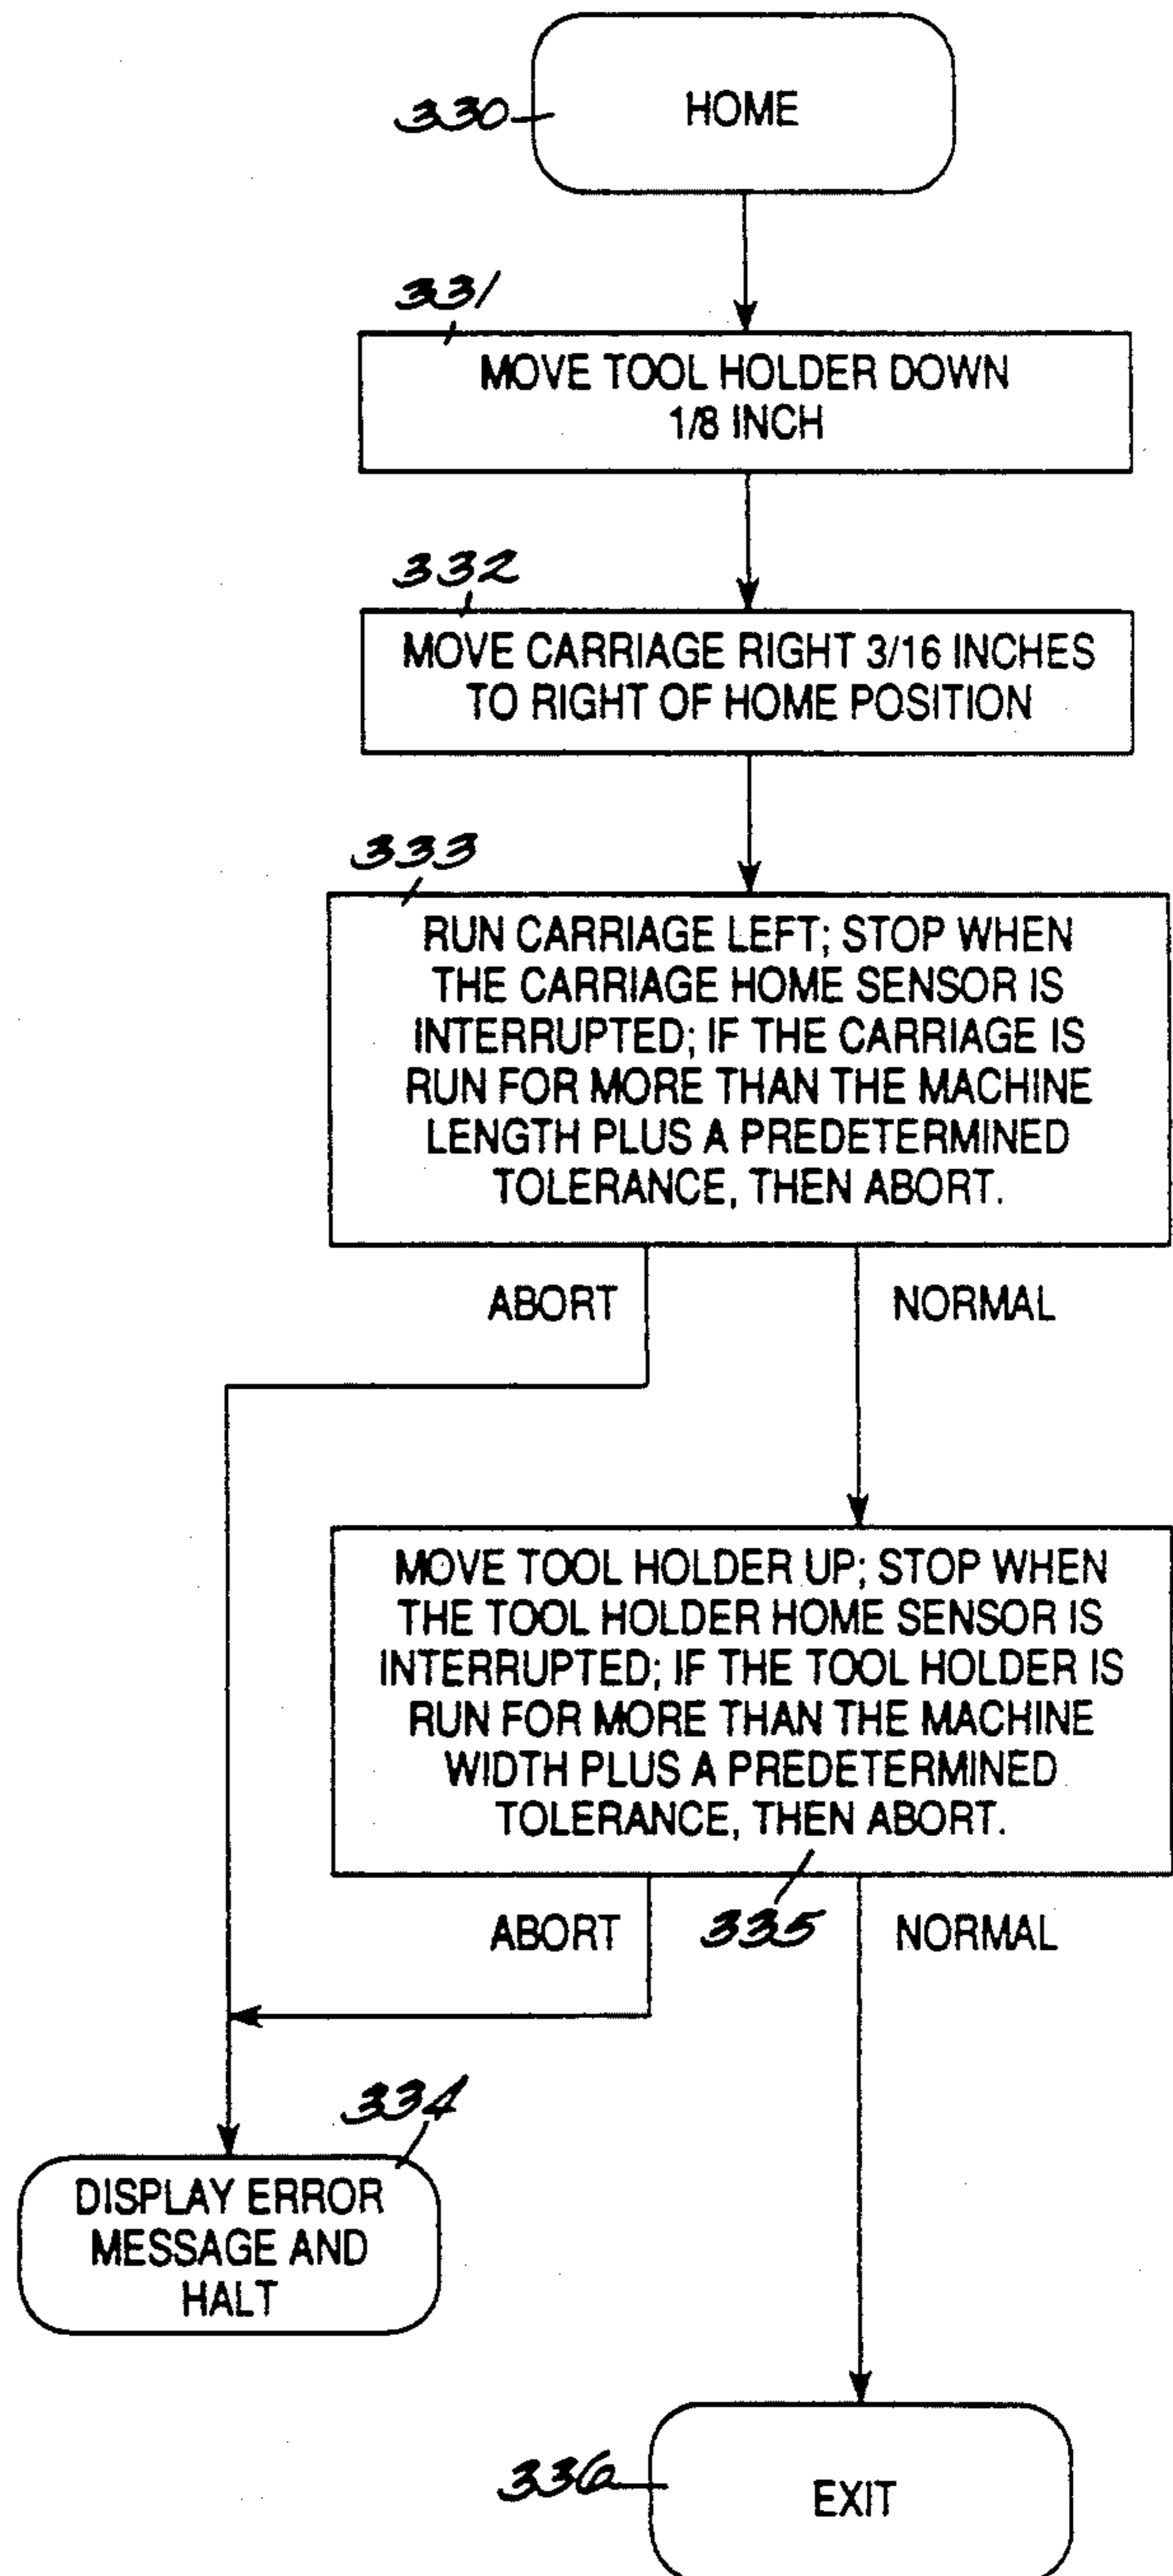 330
HOME
331
MOVE TOOL HOLDER DOWN
1/8 INCH
332
MOVE CARRIAGE RIGHT 3/16 INCHES
TO RIGHT OF HOME POSITION
333
RUN CARRIAGE LEFT; STOP WHEN
THE CARRIAGE HOME SENSOR IS
INTERRUPTED; IF THE CARRIAGE IS
RUN FOR MORE THAN THE MACHINE
LENGTH PLUS A PREDETERMINED
TOLERANCE, THEN ABORT.
ABORT
NORMAL
MOVE TOOL HOLDER UP; STOP WHEN
THE TOOL HOLDER HOME SENSOR IS
INTERRUPTED; IF THE TOOL HOLDER IS
RUN FOR MORE THAN THE MACHINE
WIDTH PLUS A PREDETERMINED
TOLERANCE, THEN ABORT.
ABORT
335
NORMAL
334
DISPLAY ERROR
MESSAGE AND
HALT
336
EXIT